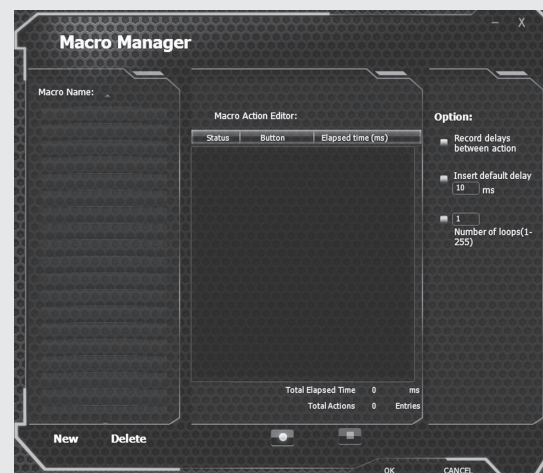 – X
Macro Manager
Macro Name:
Macro Action Editor:
Status Button Elapsed time (ms)
Option:
Record delays
between action
Insert default delay
10 ms
1
Number of loops(1-
255)
Total Elapsed Time 0 ms
Total Actions 0 Entries
New Delete
OK CANCEL